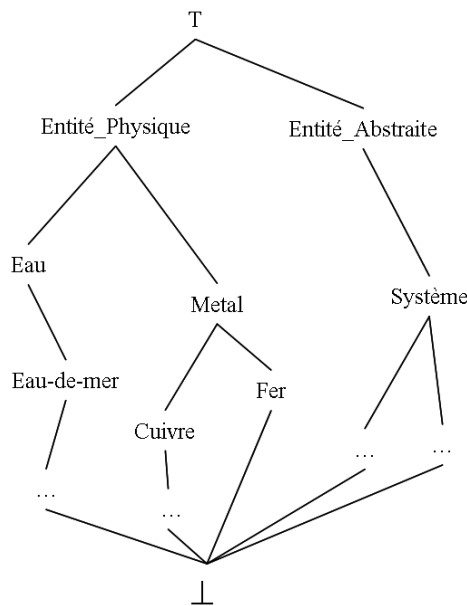 T
Entité_Physique
Entité_Abstraite
Eau
Metal
Système
Eau-de-mer
Fer
Cuivre
...
...
...
...
⊥